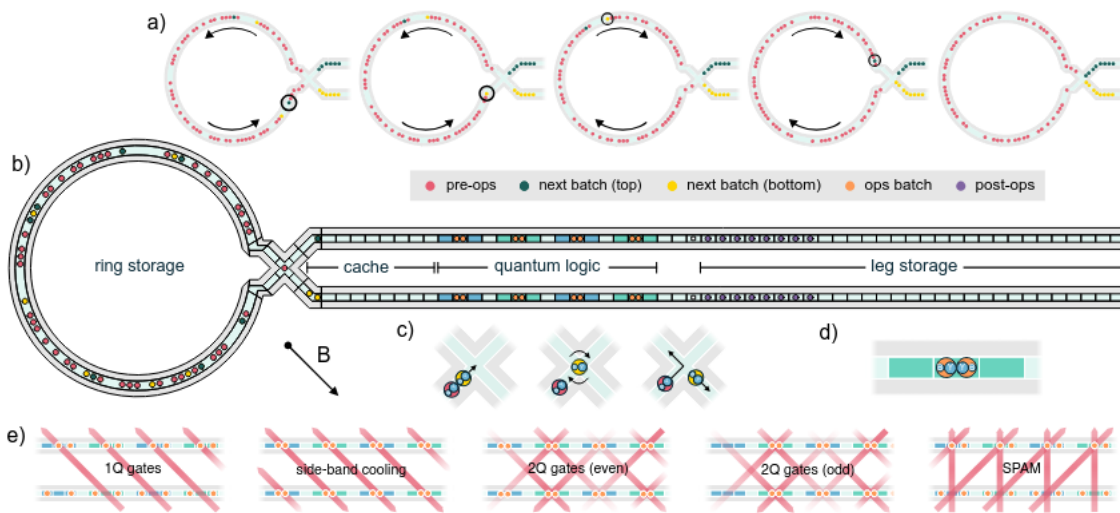 a)
b)
pre-ops next batch (top) next batch (bottom) ops batch post-ops
ring storage
cache quantum logic leg storage
B
c)
d)
e)
1Q gates side-band cooling 2Q gates (even) 2Q gates (odd) SPAM